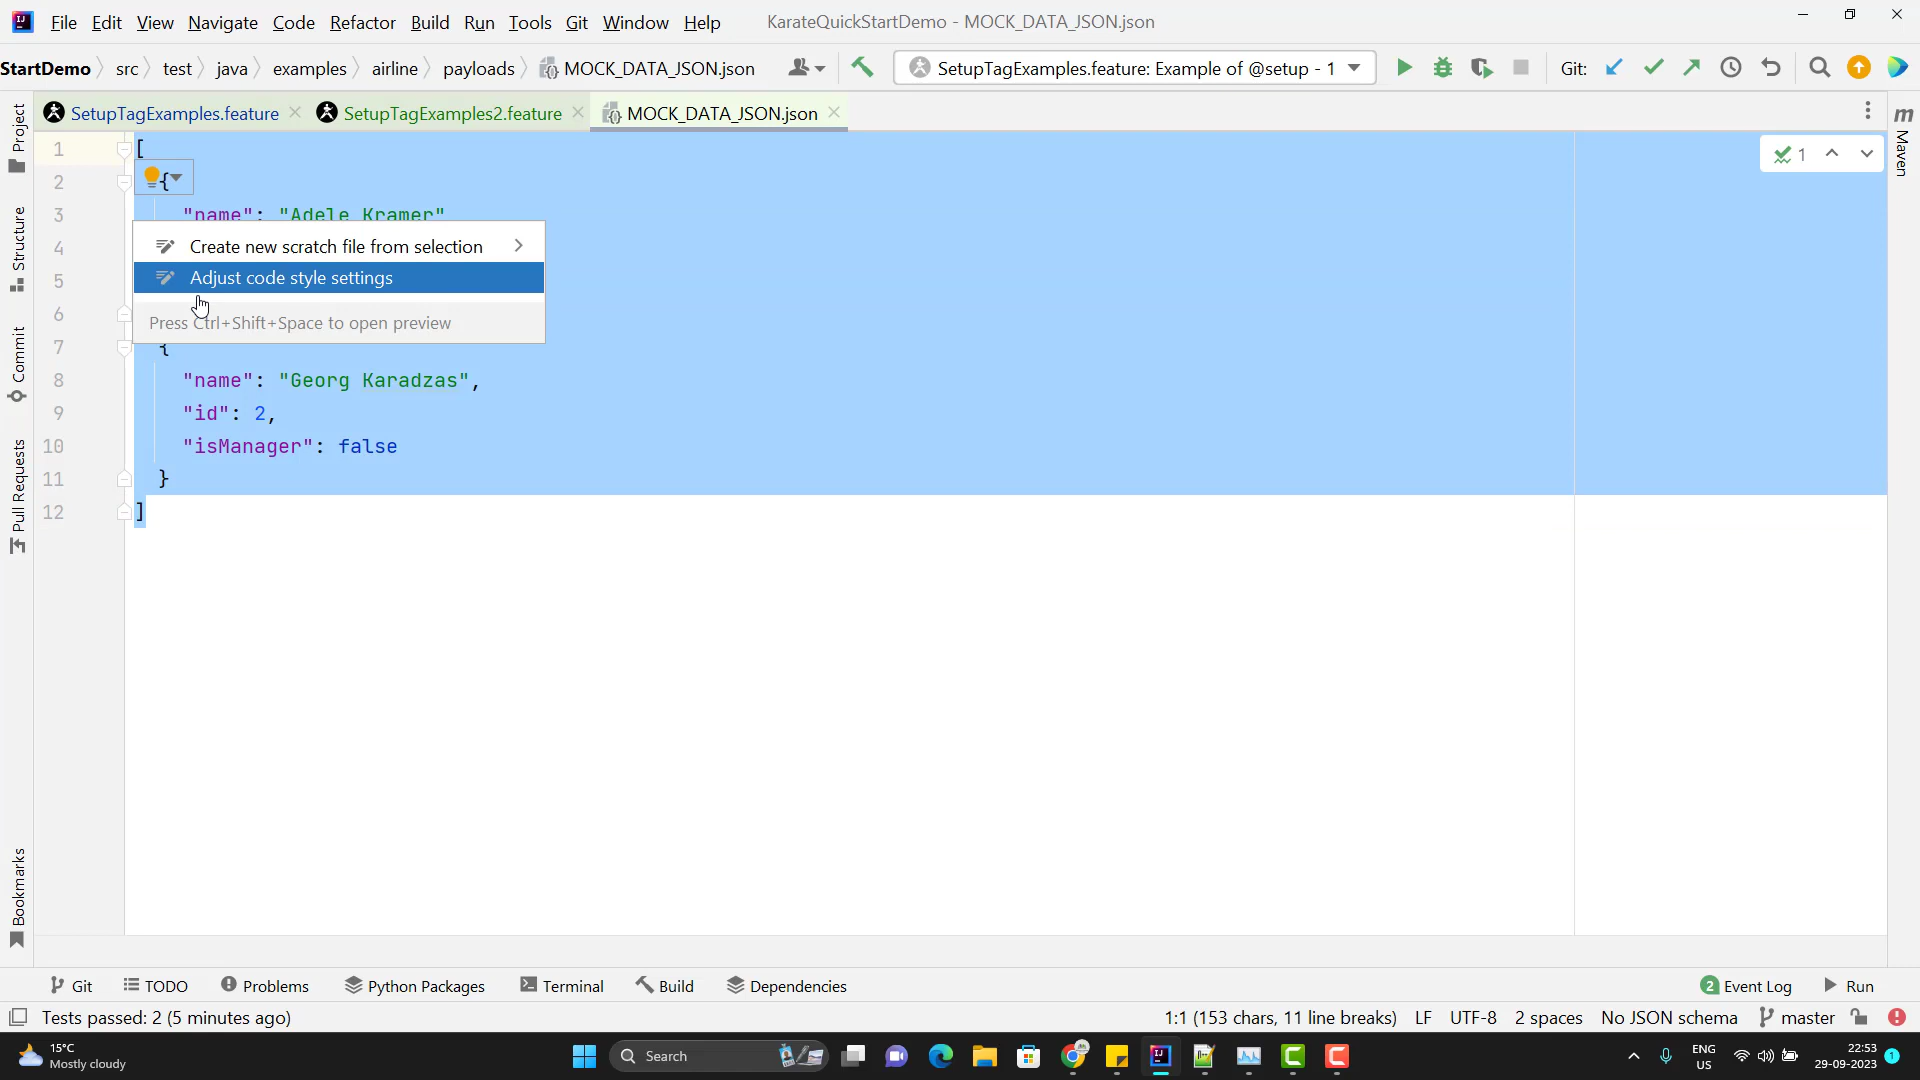 File Edit View Navigate Code Refactor Build Run Tools Git Window Help KarateQuickStartDemo - MOCK_DATA_JSON.json
StartDemo src test java examples airline payloads MOCK_DATA_JSON.json SetupTagExamples.feature: Example of @setup - 1 Git:
SetupTagExamples.feature SetupTagExamples2.feature MOCK_DATA_JSON.json
Project
Structure
Commit
Pull Requests
Bookmarks
m Maven
1 [
1
2 {
3 "name": "Adele Kramer"
4 Create new scratch file from selection
5 Adjust code style settings
6 Press Ctrl+Shift+Space to open preview
7 {
8 "name": "Georg Karadzas",
9 "id": 2,
10 "isManager": false
11 }
12 ]
Git TODO Problems Python Packages Terminal Build Dependencies 2 Event Log Run
Tests passed: 2 (5 minutes ago) 1:1 (153 chars, 11 line breaks) LF UTF-8 2 spaces No JSON schema master
15°C
Mostly cloudy
Search
ENG
US
22:53
29-09-2023
1